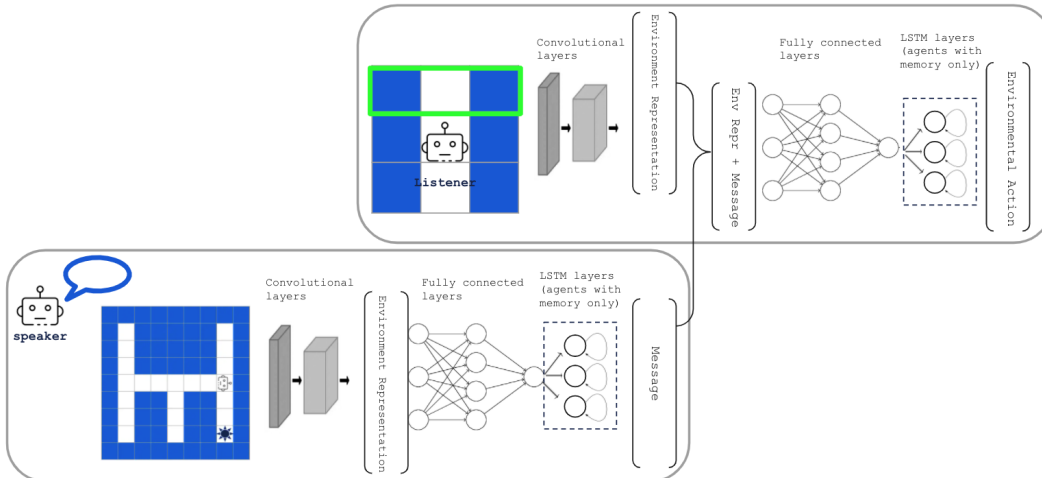 Convolutional
layers
Environment Representation
Fully connected
layers
LSTM layers
(agents with
memory only)
Env Repr + Message
Environmental Action
Listener
speaker
Convolutional
layers
Environment Representation
Fully connected
layers
LSTM layers
(agents with
memory only)
Message